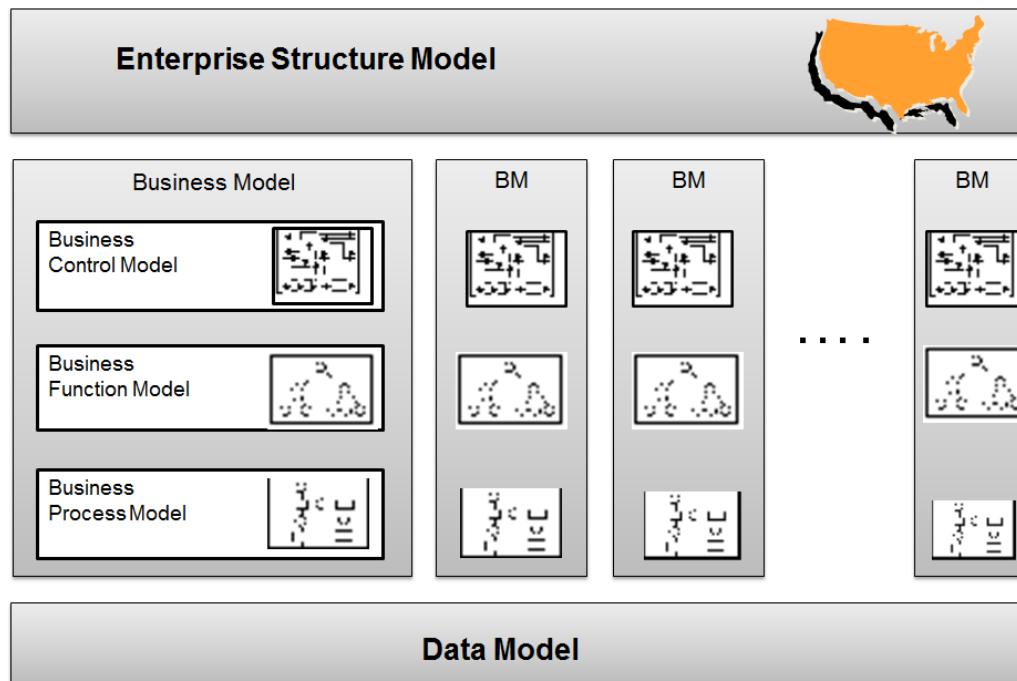 Enterprise Structure Model
Business Model
BM
BM
BM
Business
Control Model
Business
Function Model
Business
Process Model
. . . .
Data Model